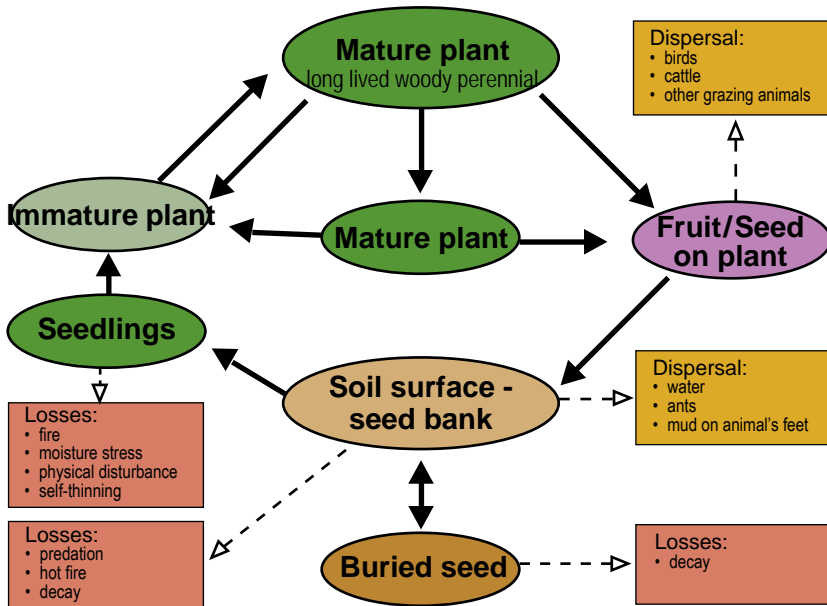 Mature plant
long lived woody perennial
Dispersal:
• birds
• cattle
• other grazing animals
Immature plant
Mature plant
Fruit/Seed
on plant
Seedlings
Soil surface -
seed bank
Dispersal:
• water
• ants
• mud on animal's feet
Losses:
• fire
• moisture stress
• physical disturbance
• self-thinning
Losses:
• predation
• hot fire
• decay
Buried seed
Losses:
• decay